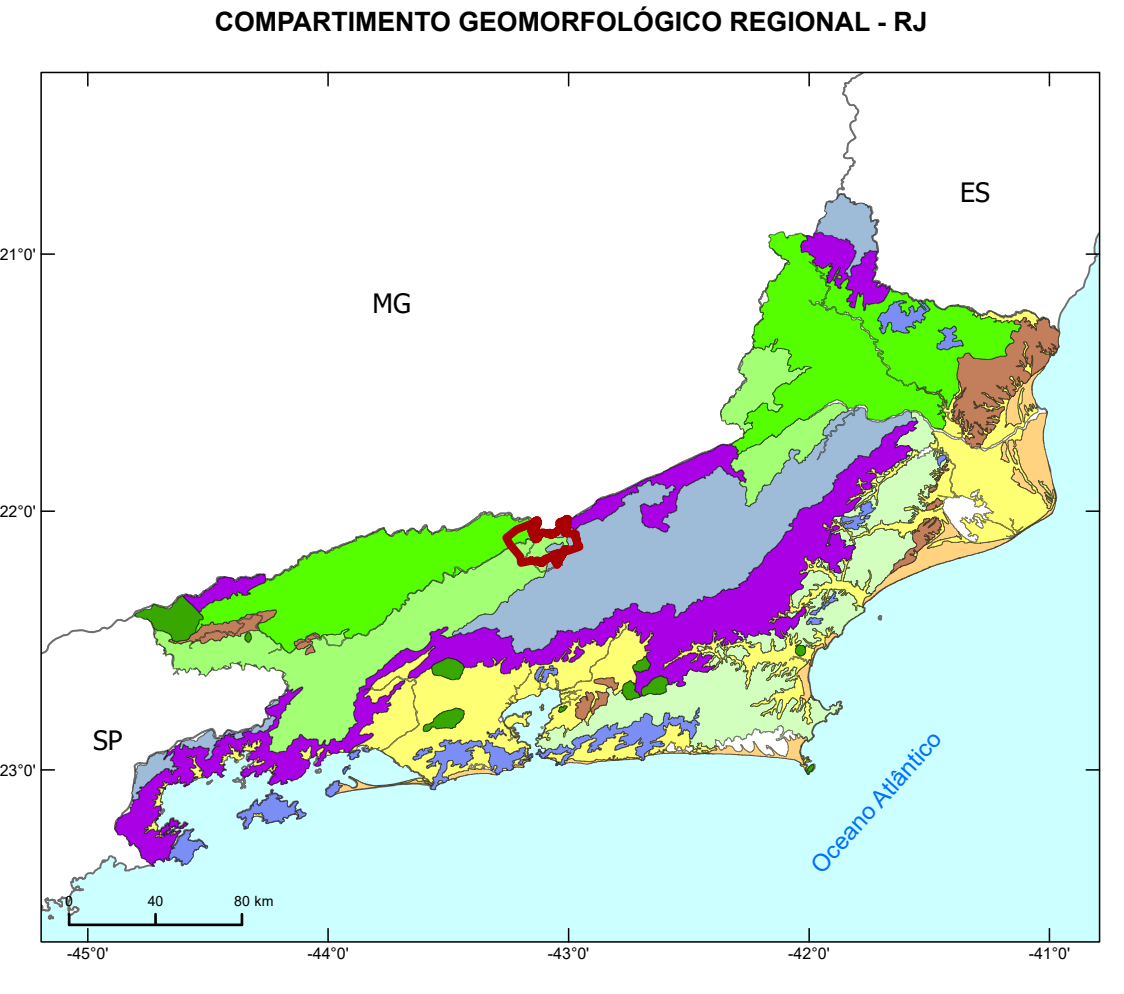 COMPARTIMENTO GEOMORFOLÓGICO REGIONAL - RJ
ES
21°0'
MG
22°0'
SP
23°0'
Oceano Atlântico
0 40 80 km
-45°0' -44°0' -43°0' -42°0' -41°0'